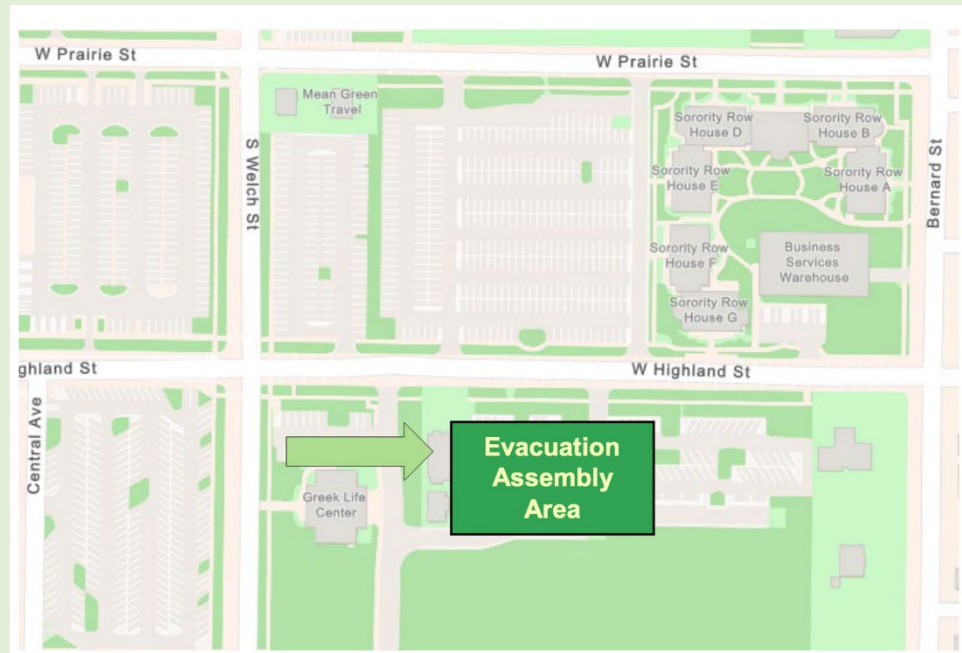 W Prairie St
W Prairie St
Mean Green
Travel
S Welch St
Sorority Row
House D
Sorority Row
House B
Sorority Row
House E
Sorority Row
House A
Bernard St
Sorority Row
House F
Business
Services
Warehouse
Sorority Row
House G
ghland St
W Highland St
Central Ave
Evacuation
Assembly
Area
Greek Life
Center